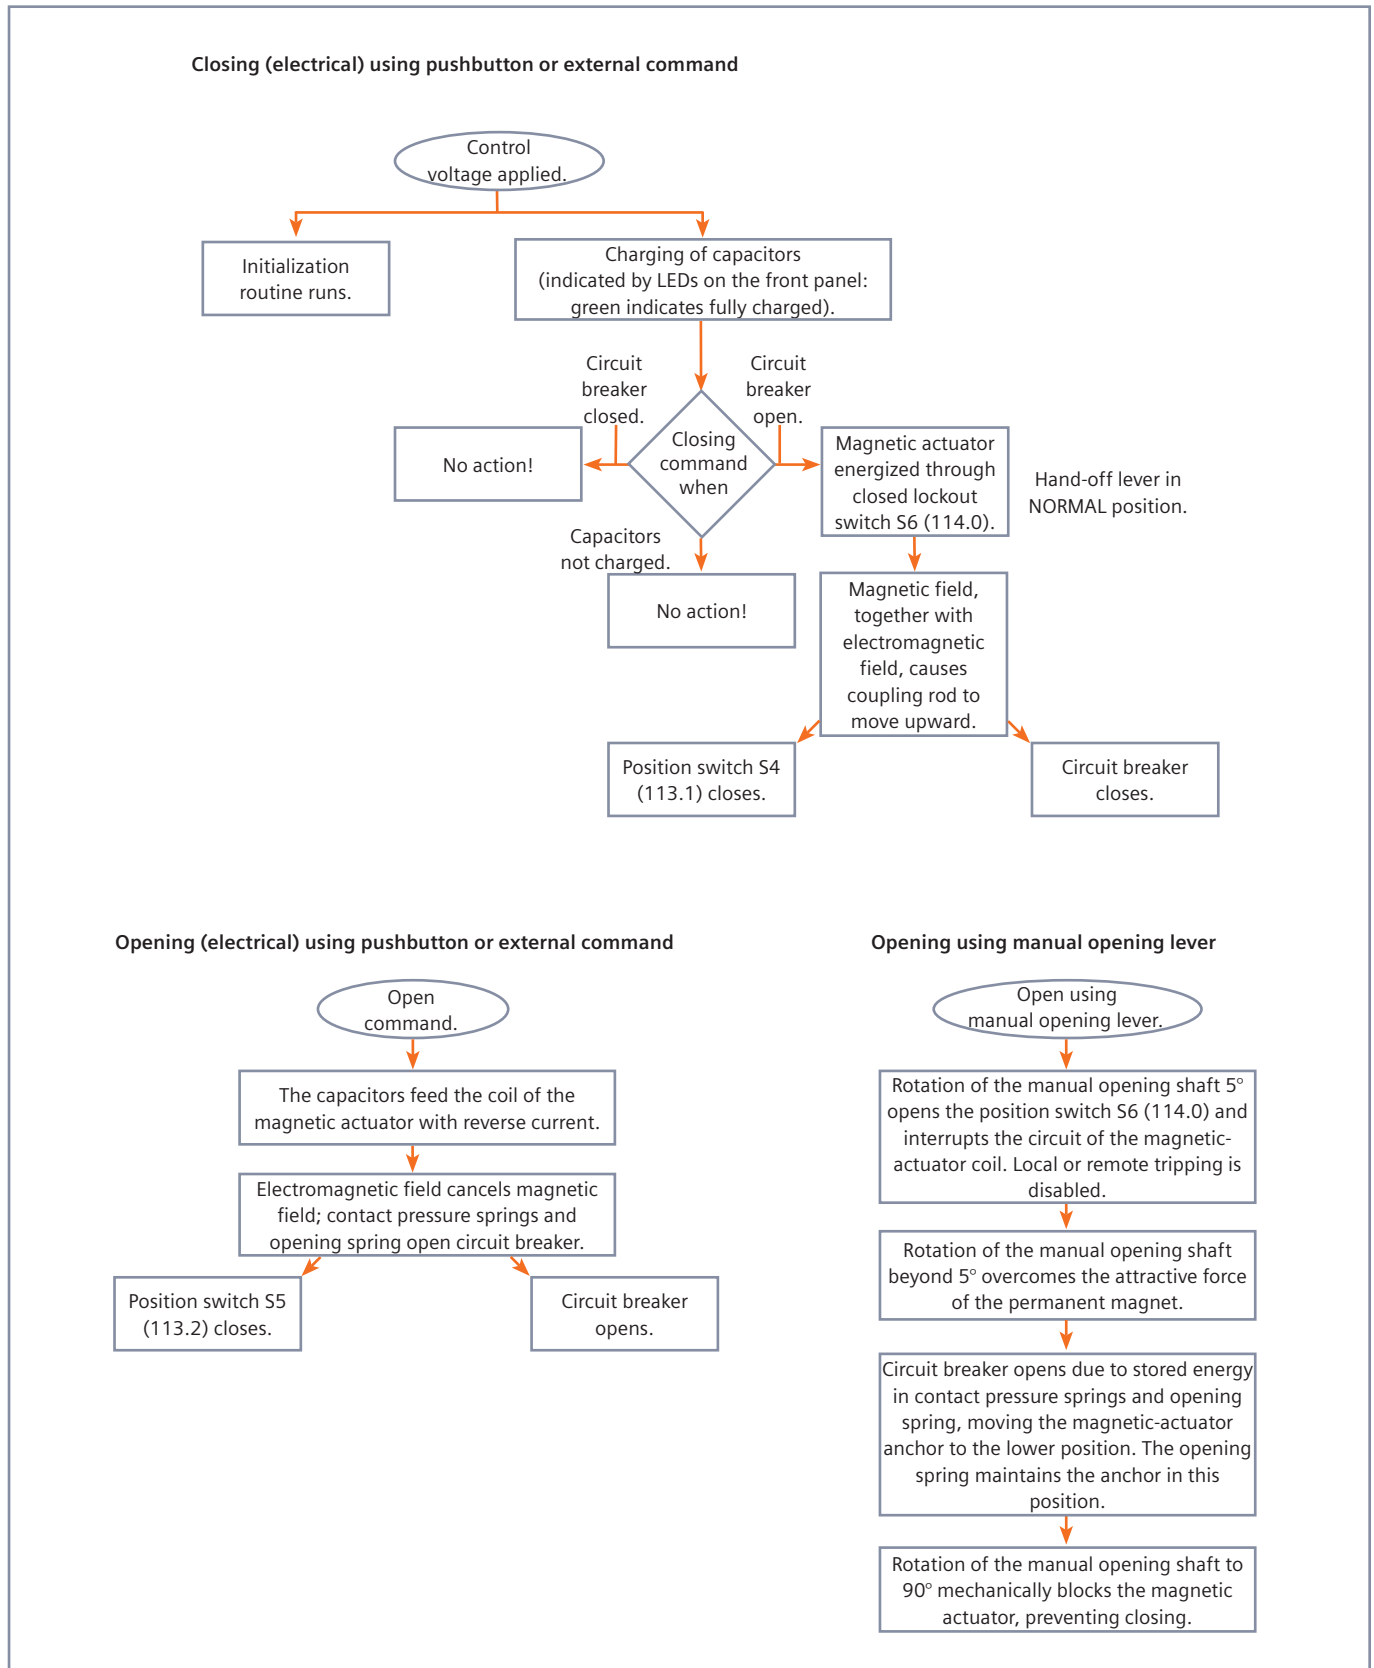 Closing (electrical) using pushbutton or external command
Control
voltage applied.
Initialization
routine runs.
Charging of capacitors
(indicated by LEDs on the front panel:
green indicates fully charged).
Circuit
breaker
closed.
Circuit
breaker
open.
No action!
Closing
command
when
Magnetic actuator
energized through
closed lockout
switch S6 (114.0).
Hand-off lever in
NORMAL position.
Capacitors
not charged.
No action!
Magnetic field,
together with
electromagnetic
field, causes
coupling rod to
move upward.
Position switch S4
(113.1) closes.
Circuit breaker
closes.
Opening (electrical) using pushbutton or external command
Open
command.
The capacitors feed the coil of the
magnetic actuator with reverse current.
Electromagnetic field cancels magnetic
field; contact pressure springs and
opening spring open circuit breaker.
Position switch S5
(113.2) closes.
Circuit breaker
opens.
Opening using manual opening lever
Open using
manual opening lever.
Rotation of the manual opening shaft 5°
opens the position switch S6 (114.0) and
interrupts the circuit of the magnetic-
actuator coil. Local or remote tripping is
disabled.
Rotation of the manual opening shaft
beyond 5° overcomes the attractive force
of the permanent magnet.
Circuit breaker opens due to stored energy
in contact pressure springs and opening
spring, moving the magnetic-actuator
anchor to the lower position. The opening
spring maintains the anchor in this
position.
Rotation of the manual opening shaft to
90° mechanically blocks the magnetic
actuator, preventing closing.